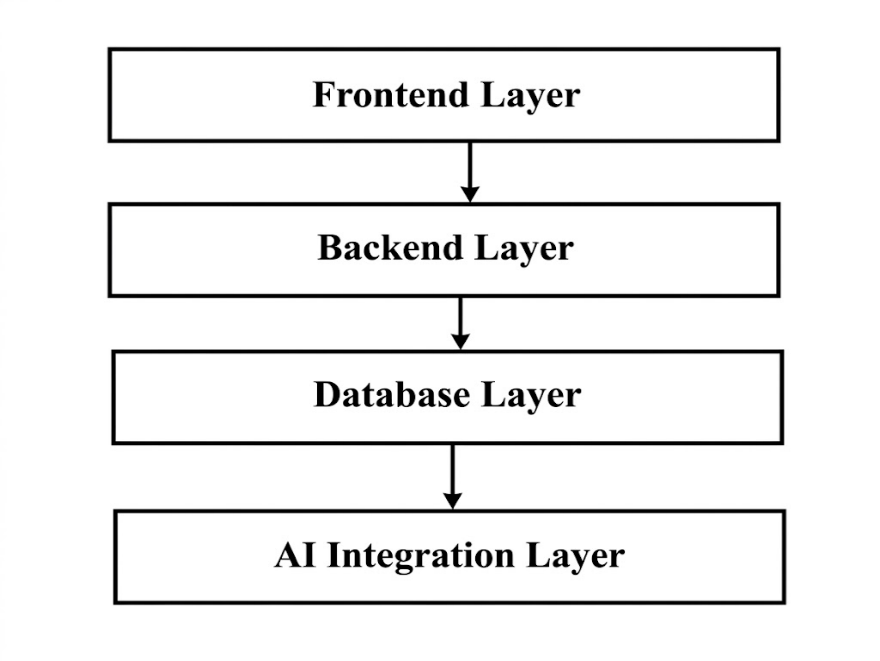 Frontend Layer
Backend Layer
Database Layer
AI Integration Layer